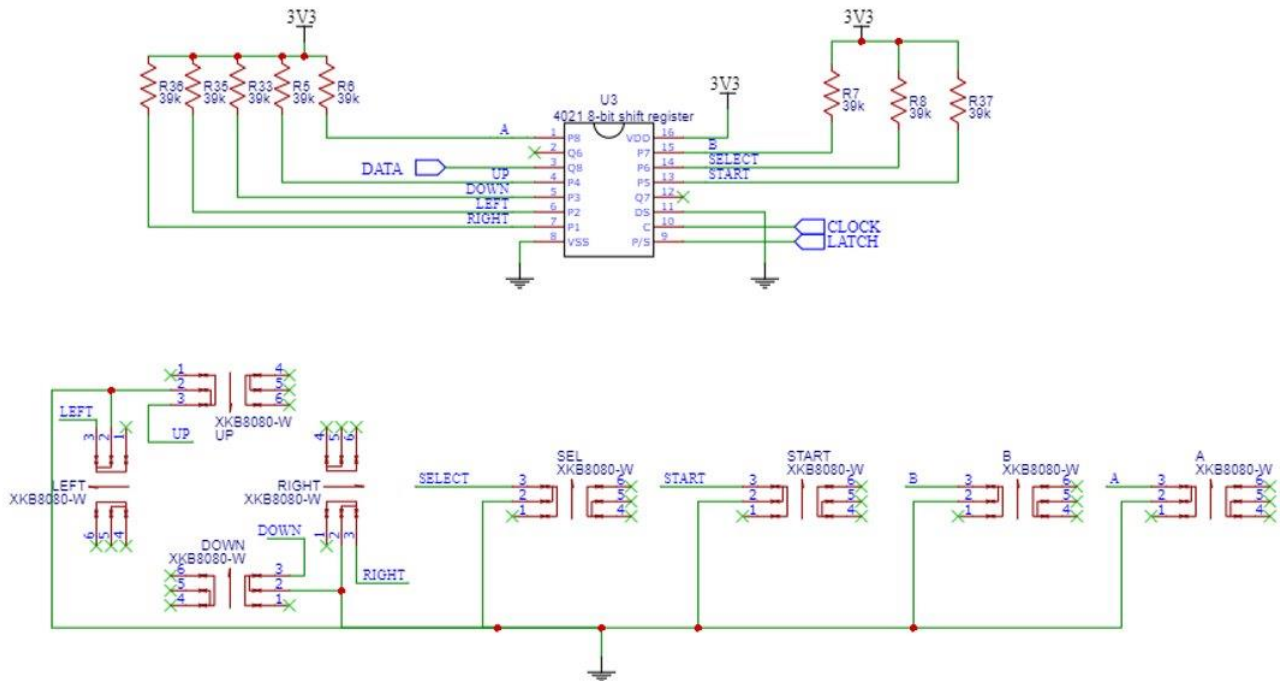 3V3
R36 39k
R35 39k
R33 39k
R5 39k
R6 39k
3V3
U3
4021 8-bit shift register
3V3
R7 39k
R8 39k
R37 39k
A 1 P8 VDD 16
2 Q6 P7 15 B
DATA 3 Q8 P6 14 SELECT
UP 4 P4 P5 13 START
DOWN 5 P3 Q7 12
LEFT 6 P2 DS 11
RIGHT 7 P1 C 10 CLOCK
8 VSS P/S 9 LATCH
1 4
2 5
3 6
XKB8080-W
UP
UP
LEFT
3 2 1
LEFT
XKB8080-W
6 5 4
4 5 6
RIGHT
XKB8080-W
1 2 3
RIGHT
DOWN
XKB8080-W
DOWN
6 3
5 2
4 1
SEL
XKB8080-W
SELECT 3 6
2 5
1 4
START
XKB8080-W
START 3 6
2 5
1 4
B
XKB8080-W
B 3 6
2 5
1 4
A
XKB8080-W
A 3 6
2 5
1 4